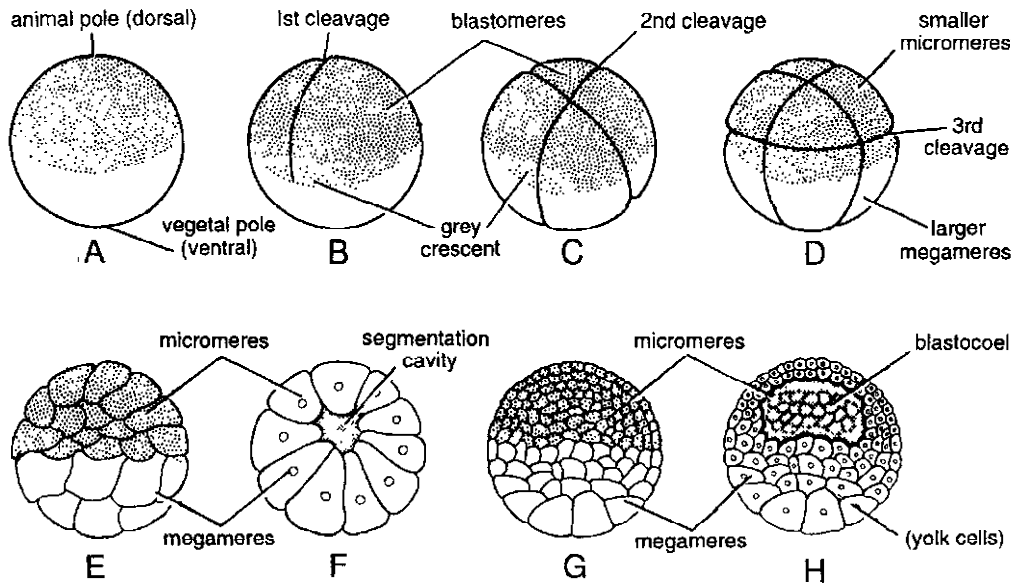 animal pole (dorsal)
1st cleavage
blastomeres
2nd cleavage
smaller
micromeres
3rd
cleavage
vegetal pole
(ventral)
grey
crescent
larger
megameres
A
B
C
D
micromeres
segmentation
cavity
micromeres
blastocoel
megameres
megameres
(yolk cells)
E
F
G
H